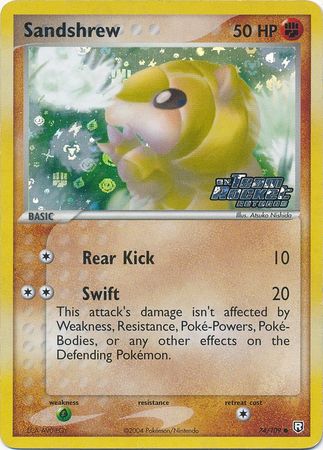 Sandshrew 50 HP
EX Team
Rocket
Returns
BASIC
Illus. Atsuko Nishida
Rear Kick 10
Swift 20
This attack's damage isn't affected by
Weakness, Resistance, Poké-Powers, Poké-
Bodies, or any other effects on the
Defending Pokémon.
weakness resistance retreat cost
©2004 Pokémon/Nintendo 74/109 ● R